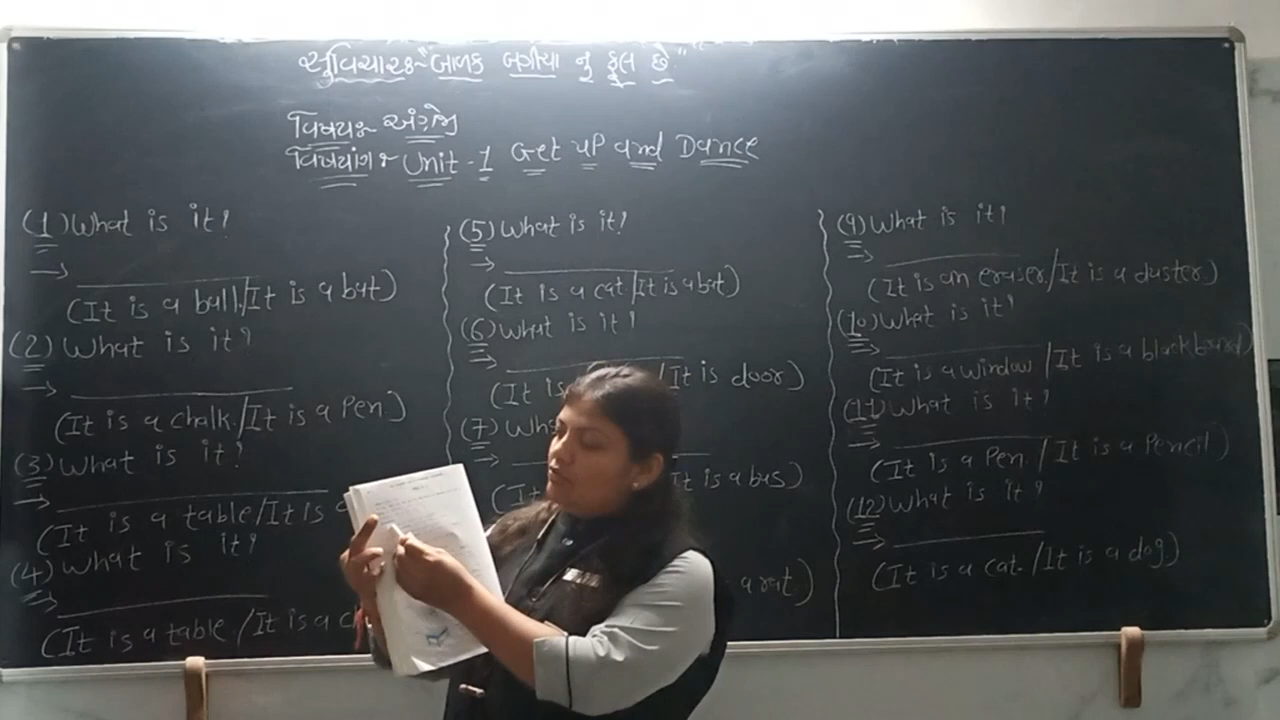 સુવિચારઃ- "બાળક બગીચા નુ ફૂલ છે"
વિષયઃ- અંગ્રેજી
વિષયાંગઃ- Unit-1 Get up and Dance
(1) What is it?
→ 
(It is a ball./It is a bat)
(2) What is it?
→ 
(It is a chalk./It is a Pen.)
(3) What is it?
→ 
(It is a table/It is
(4) What is it?
→ 
(It is a table./It is a
(5) What is it?
→ 
(It is a cat/It is a bat)
(6) What is it?
→ 
(It is /It is door)
(7)
→ 
(It It is a bus)
a rat)
(9) What is it?
→ 
(It is an eraser./It is a duster)
(10) What is it?
→ 
(It is a window/It is a blackboard)
(11) What is it?
→ 
(It is a Pen./It is a Pencil)
(12) What is it?
→ 
(It is a cat./It is a dog)